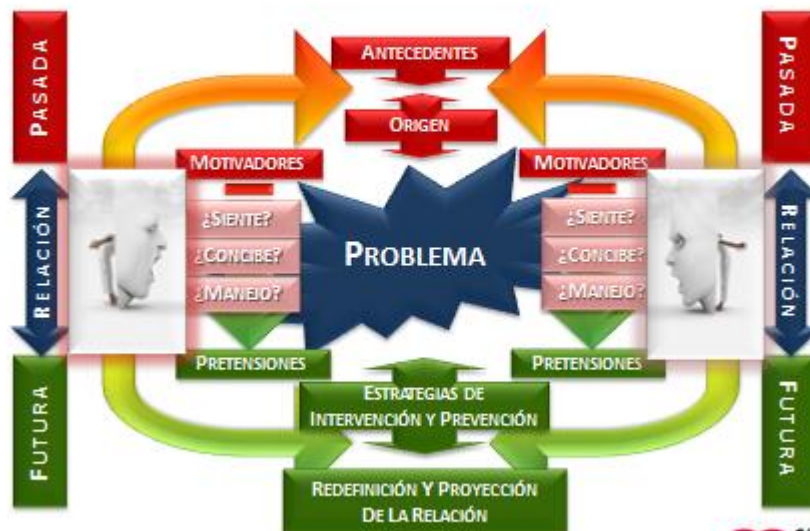 PASADA
RELACIÓN
FUTURA
ANTECEDENTES
ORIGEN
MOTIVADORES
¿SIENTE?
¿CONCIBE?
¿MANEJO?
PRETENSIONES
PROBLEMA
MOTIVADORES
¿SIENTE?
¿CONCIBE?
¿MANEJO?
PRETENSIONES
ESTRATEGIAS DE
INTERVENCIÓN Y PREVENCIÓN
REDEFINICIÓN Y PROYECCIÓN
DE LA RELACIÓN
PASADA
RELACIÓN
FUTURA